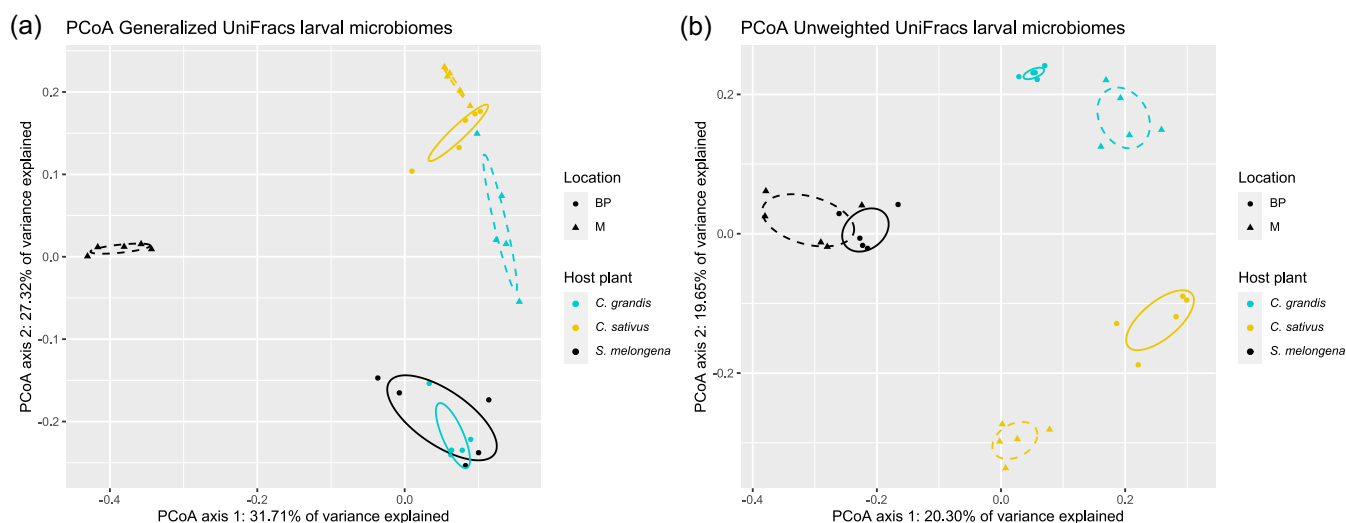 (a)
PCoA Generalized UniFracs larval microbiomes
PCoA axis 2: 27.32% of variance explained
0.2
0.1
0.0
-0.1
-0.2
-0.4
-0.2
0.0
PCoA axis 1: 31.71% of variance explained
Location
BP
M
Host plant
C. grandis
C. sativus
S. melongena
(b)
PCoA Unweighted UniFracs larval microbiomes
PCoA axis 2: 19.65% of variance explained
0.2
0.0
-0.2
-0.4
-0.2
0.0
0.2
PCoA axis 1: 20.30% of variance explained
Location
BP
M
Host plant
C. grandis
C. sativus
S. melongena